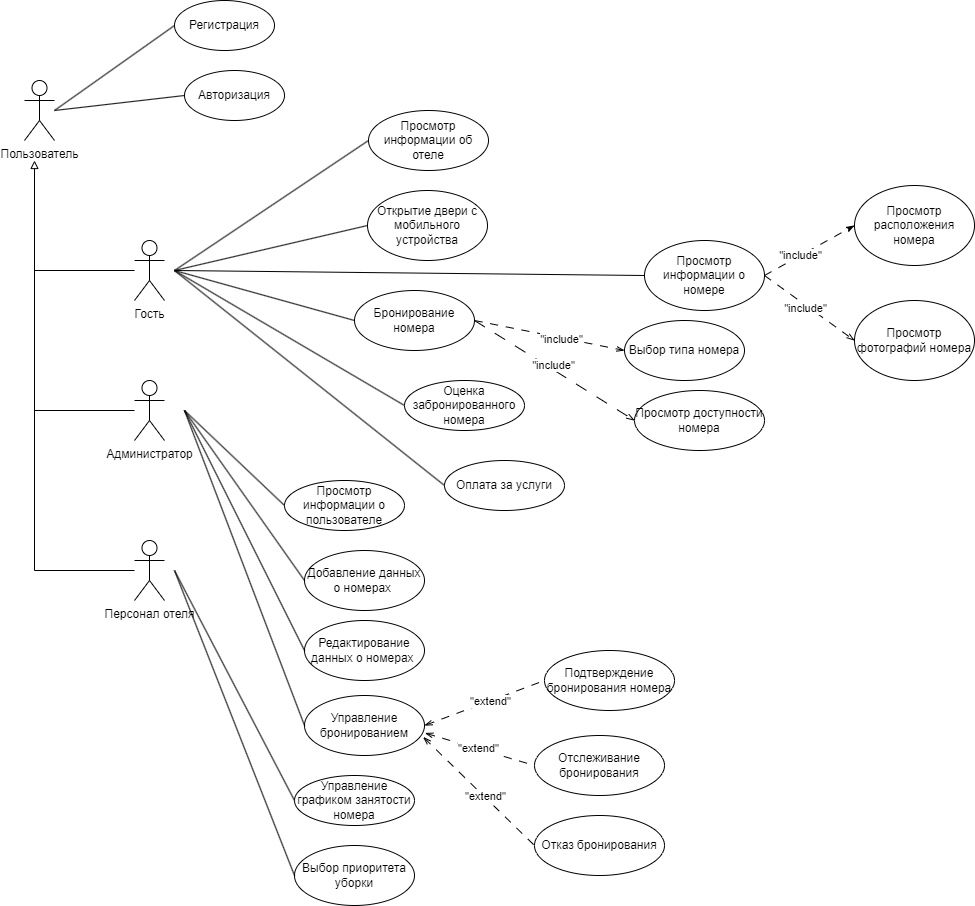 Регистрация
Авторизация
Пользователь
Просмотр
информации об
отеле
Открытие двери с
мобильного
устройства
Просмотр
расположения
номера
"include"
Просмотр
информации о
номере
Гость
"include"
Бронирование
номера
Просмотр
фотографий номера
"include"
Выбор типа номера
"include"
Оценка
забронированного
номера
Просмотр доступности
номера
Администратор
Оплата за услуги
Просмотр
информации о
пользователе
Добавление данных
о номерах
Персонал отеля
Редактирование
данных о номерах
Подтверждение
бронирования номера
"extend"
Управление
бронированием
"extend"
Отслеживание
бронирования
Управление
графиком занятости
номера
"extend"
Отказ бронирования
Выбор приоритета
уборки